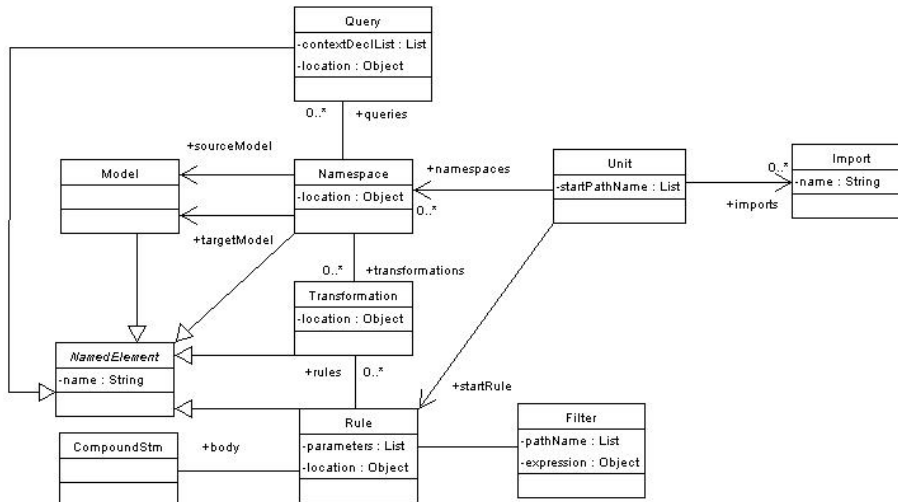 Query
-contextDeclList : List
-location : Object
0..*
+queries
+sourceModel
Model
Namespace
-location : Object
+namespaces
0..*
Unit
-startPathName : List
0..*
Import
-name : String
+imports
+targetModel
0..*
+transformations
Transformation
-location : Object
NamedElement
-name : String
+rules
0..*
+startRule
CompoundStm
+body
Rule
-parameters : List
-location : Object
Filter
-pathName : List
-expression : Object